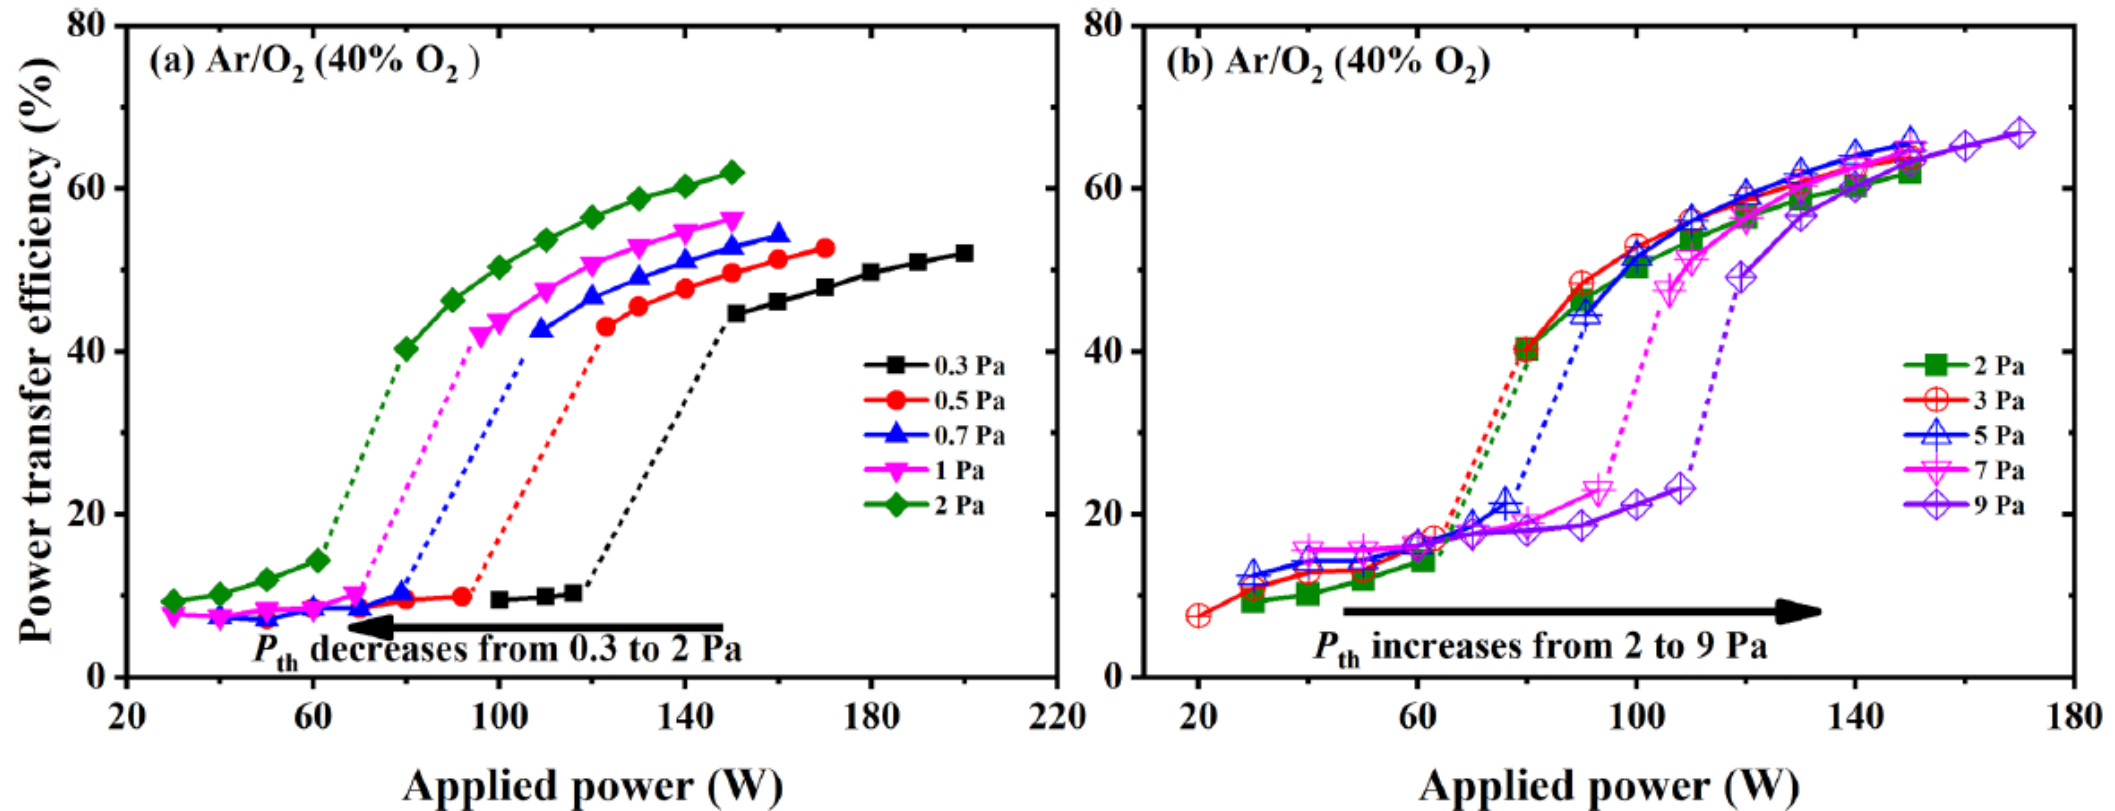 Power transfer efficiency (%)
80
60
40
20
0
(a) Ar/O₂ (40% O₂ )
0.3 Pa
0.5 Pa
0.7 Pa
1 Pa
2 Pa
Pth decreases from 0.3 to 2 Pa
20 60 100 140 180 220
Applied power (W)
80
60
40
20
0
(b) Ar/O₂ (40% O₂)
2 Pa
3 Pa
5 Pa
7 Pa
9 Pa
Pth increases from 2 to 9 Pa
20 60 100 140 180
Applied power (W)